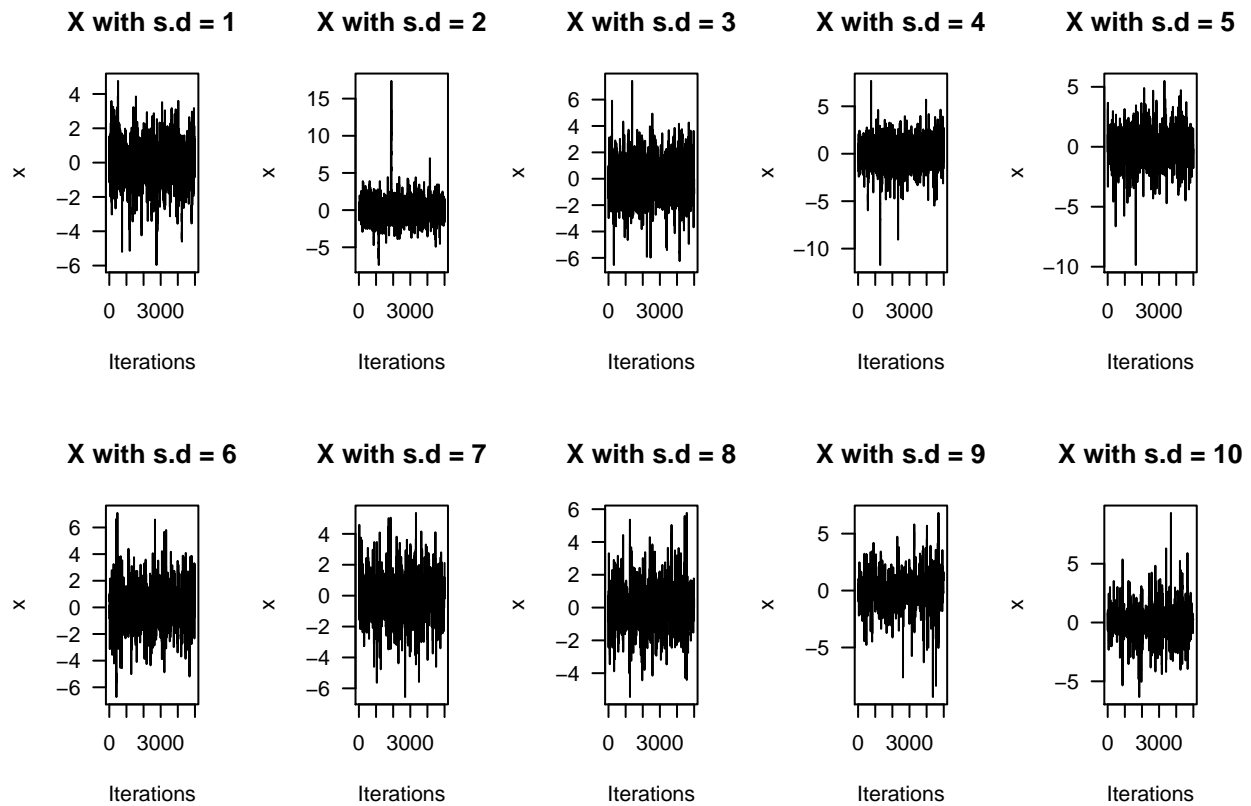 X with s.d = 1
x
4
2
0
−2
−4
−6
0 3000
Iterations
X with s.d = 2
x
15
10
5
0
−5
0 3000
Iterations
X with s.d = 3
x
6
4
2
0
−2
−4
−6
0 3000
Iterations
X with s.d = 4
x
5
0
−5
−10
0 3000
Iterations
X with s.d = 5
x
5
0
−5
−10
0 3000
Iterations
X with s.d = 6
x
6
4
2
0
−2
−4
−6
0 3000
Iterations
X with s.d = 7
x
4
2
0
−2
−4
−6
0 3000
Iterations
X with s.d = 8
x
6
4
2
0
−2
−4
0 3000
Iterations
X with s.d = 9
x
5
0
−5
0 3000
Iterations
X with s.d = 10
x
5
0
−5
0 3000
Iterations